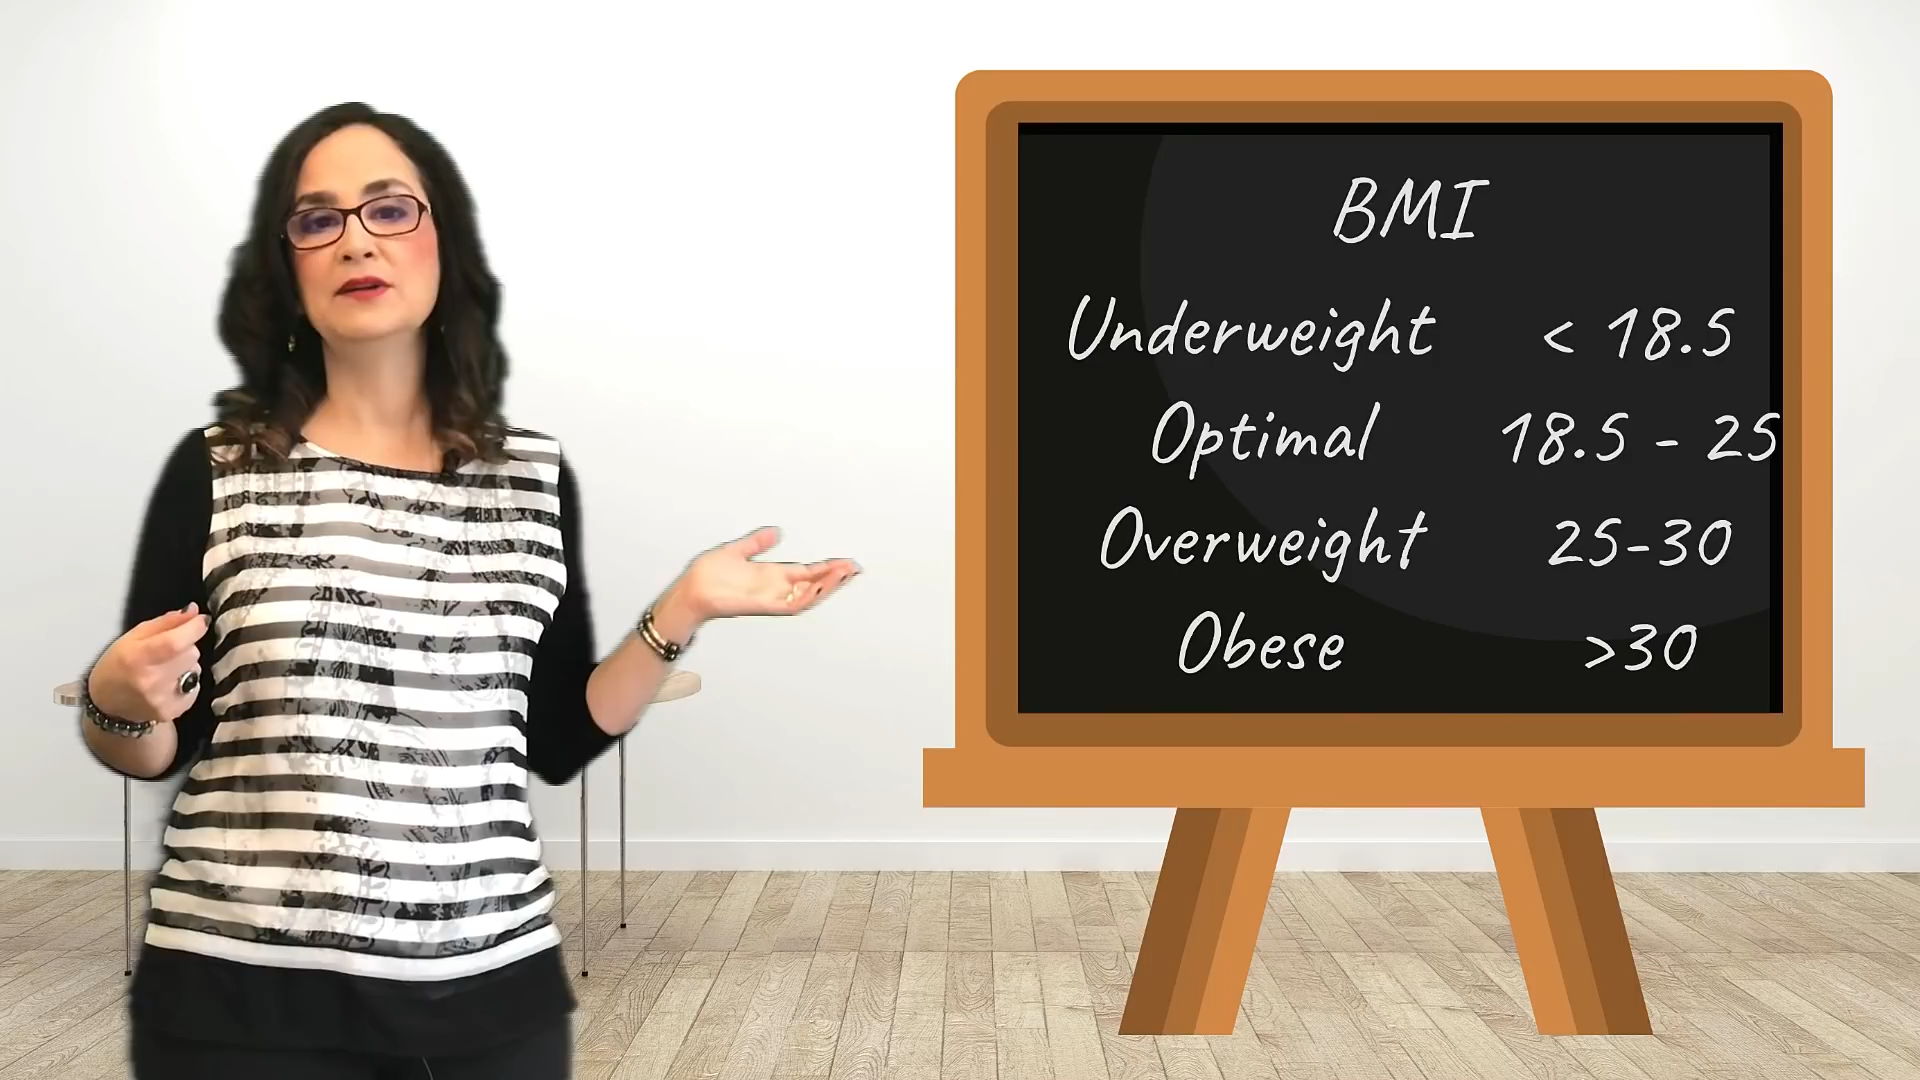 BMI
Underweight < 18.5
Optimal 18.5 - 25
Overweight 25-30
Obese >30